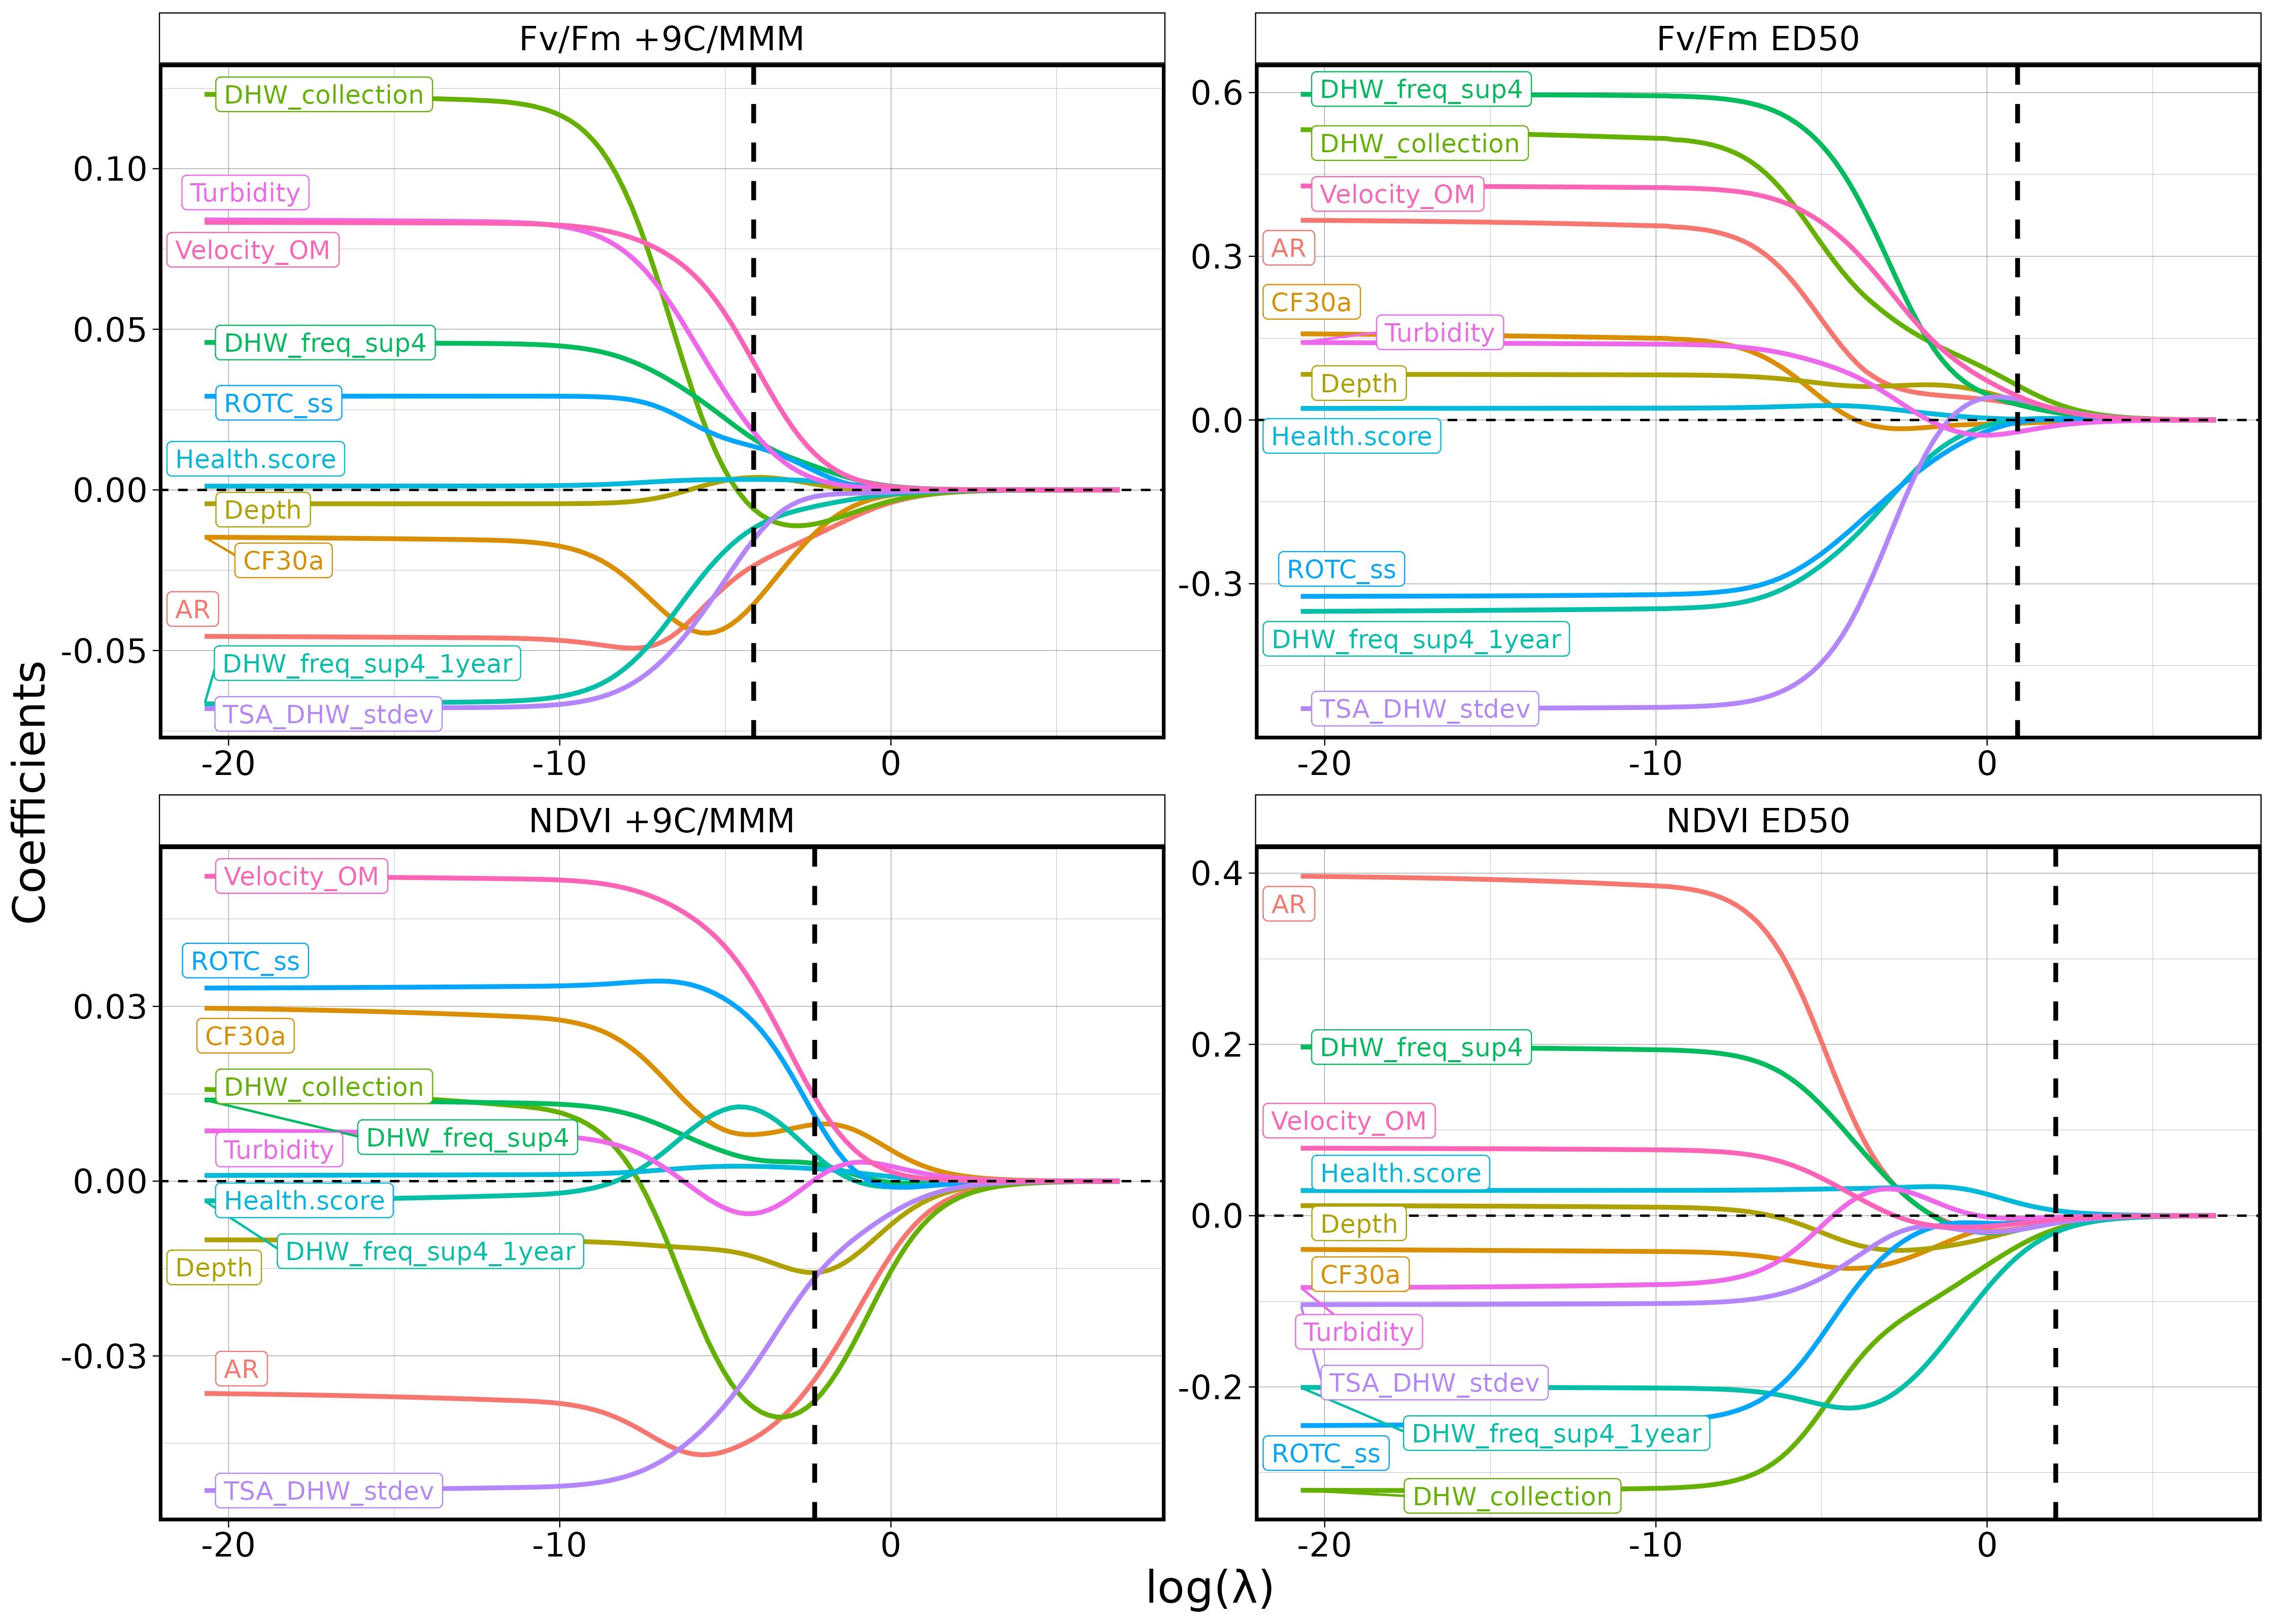 Fv/Fm +9C/MMM
DHW_collection
Turbidity
Velocity_OM
DHW_freq_sup4
ROTC_ss
Health.score
Depth
CF30a
AR
DHW_freq_sup4_1year
TSA_DHW_stdev
0.10
0.05
0.00
-0.05
-20
-10
0
Fv/Fm ED50
DHW_freq_sup4
DHW_collection
Velocity_OM
AR
CF30a
Turbidity
Depth
Health.score
ROTC_ss
DHW_freq_sup4_1year
TSA_DHW_stdev
0.6
0.3
0.0
-0.3
-20
-10
0
NDVI +9C/MMM
Velocity_OM
ROTC_ss
CF30a
DHW_collection
DHW_freq_sup4
Turbidity
Health.score
DHW_freq_sup4_1year
Depth
AR
TSA_DHW_stdev
0.03
0.00
-0.03
-20
-10
0
NDVI ED50
AR
DHW_freq_sup4
Velocity_OM
Health.score
Depth
CF30a
Turbidity
TSA_DHW_stdev
DHW_freq_sup4_1year
ROTC_ss
DHW_collection
0.4
0.2
0.0
-0.2
-20
-10
0
Coefficients
log(λ)